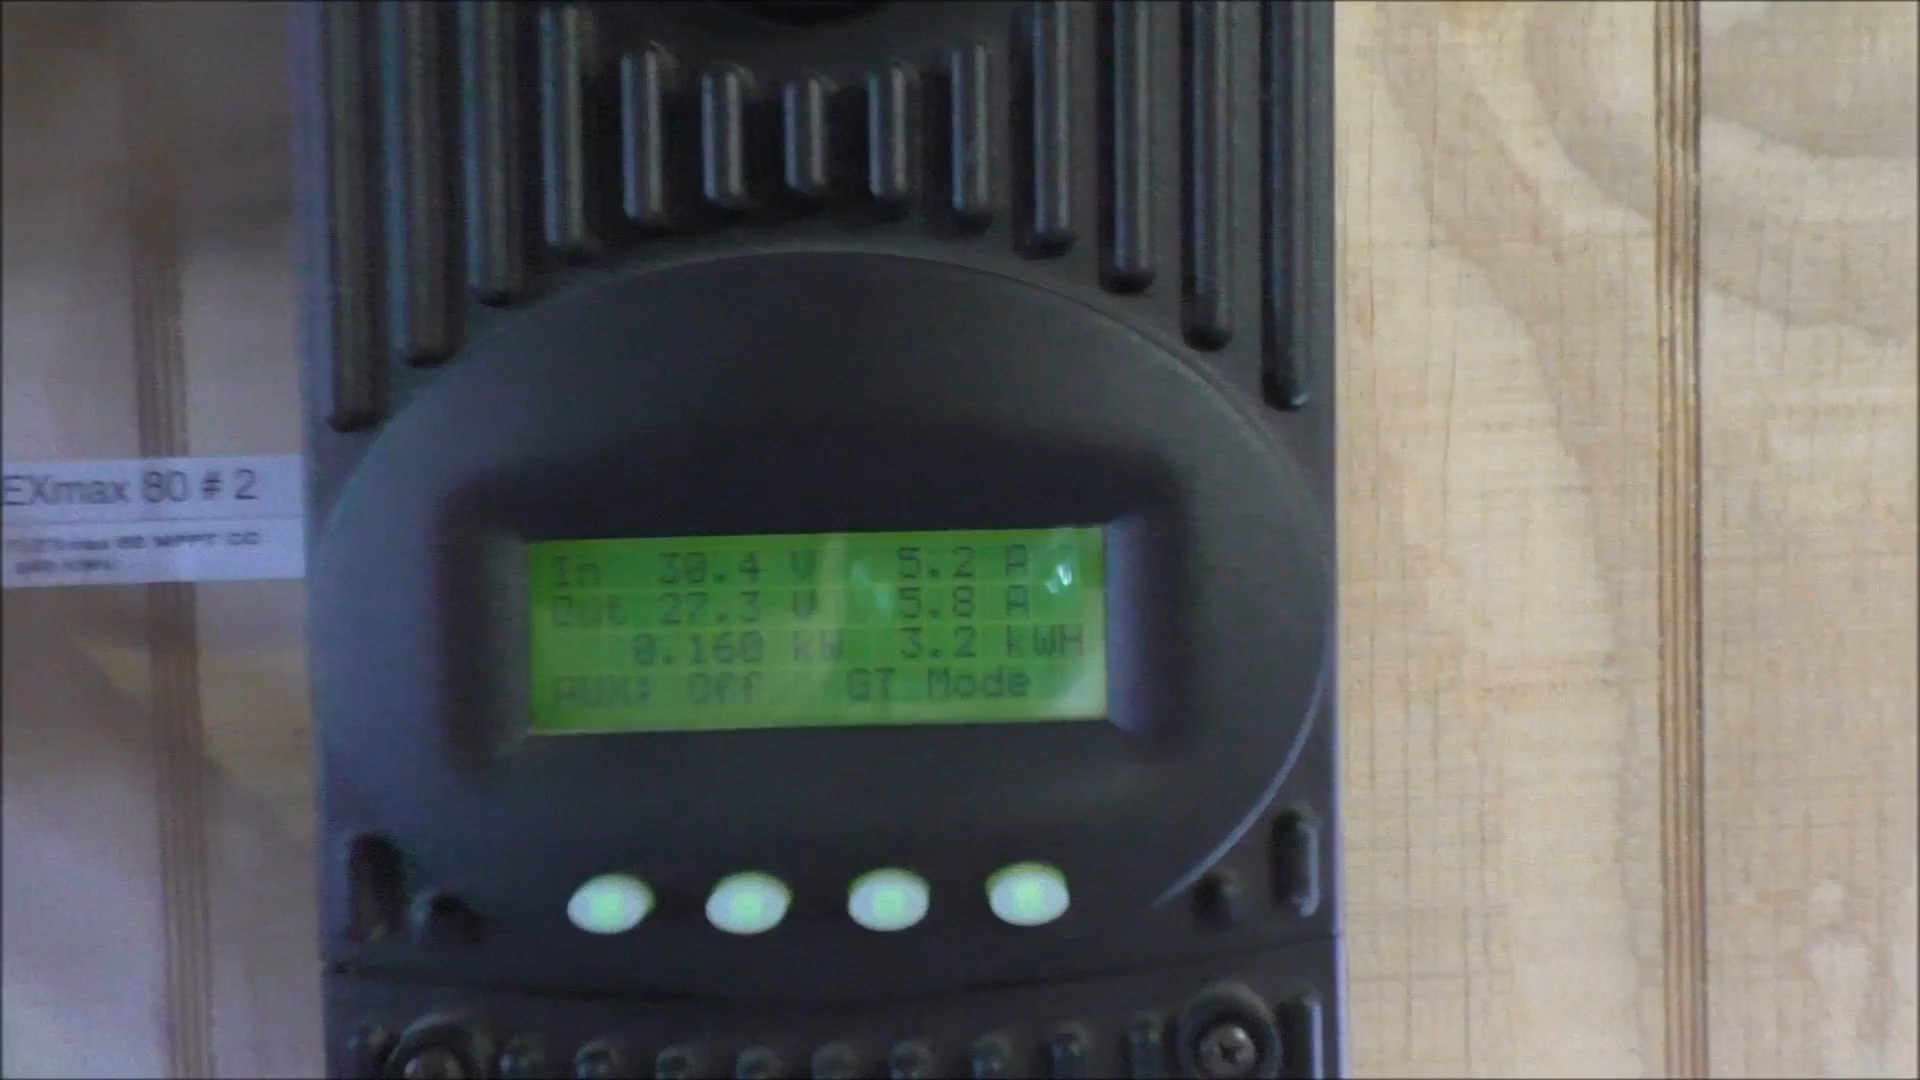 EXmax 80 # 2
In 30.4 V 5.2 A
Out 27.3 V 5.8 A
0.160 kW 3.2 kWH
AUX: Off GT Mode